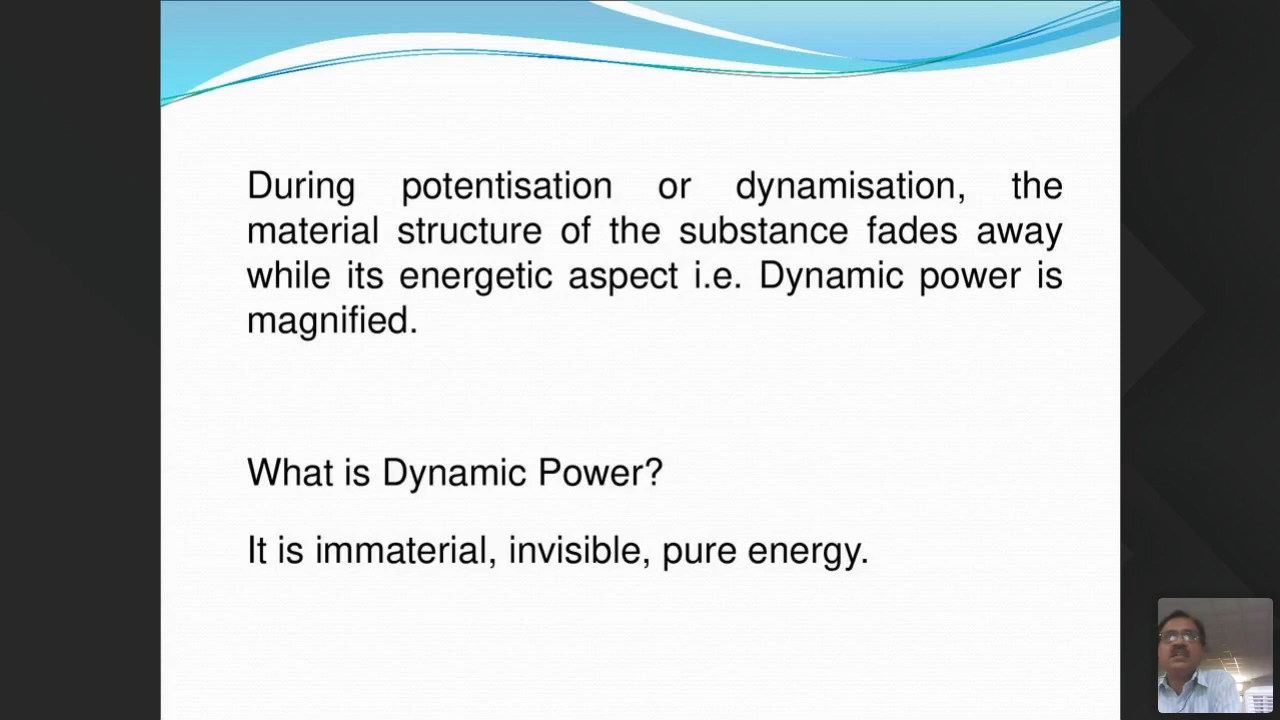 During potentisation or dynamisation, the
material structure of the substance fades away
while its energetic aspect i.e. Dynamic power is
magnified.
What is Dynamic Power?
It is immaterial, invisible, pure energy.